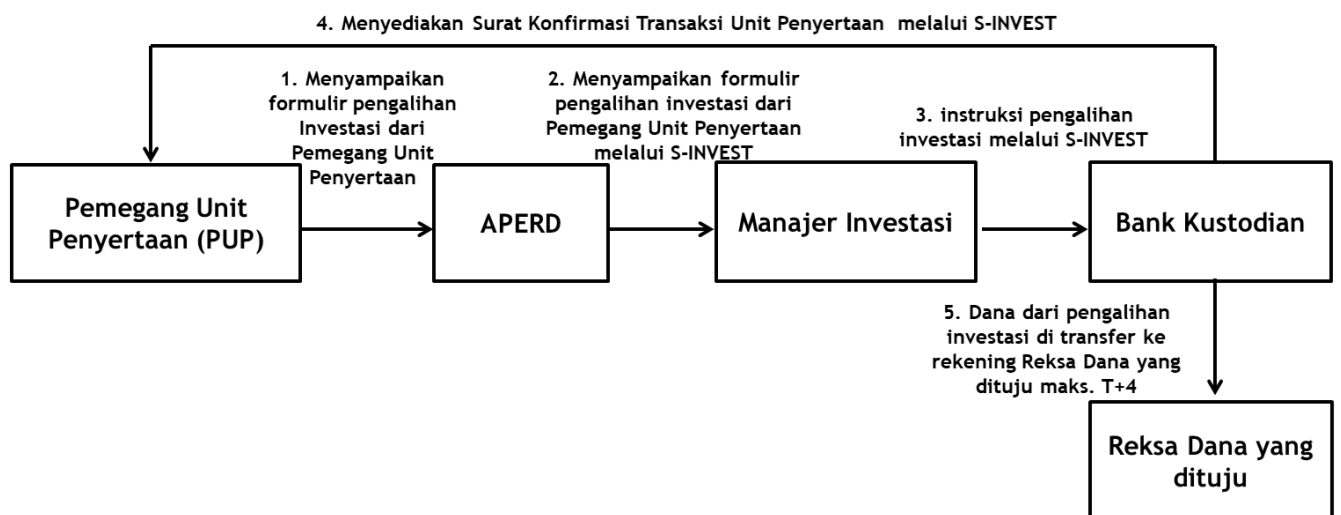 4. Menyediakan Surat Konfirmasi Transaksi Unit Penyertaan melalui S-INVEST
1. Menyampaikan
formulir pengalihan
Investasi dari
Pemegang Unit
Penyertaan
2. Menyampaikan formulir
pengalihan investasi dari
Pemegang Unit Penyertaan
melalui S-INVEST
3. instruksi pengalihan
investasi melalui S-INVEST
Pemegang Unit
Penyertaan (PUP)
APERD
Manajer Investasi
Bank Kustodian
5. Dana dari pengalihan
investasi di transfer ke
rekening Reksa Dana yang
dituju maks. T+4
Reksa Dana yang
dituju